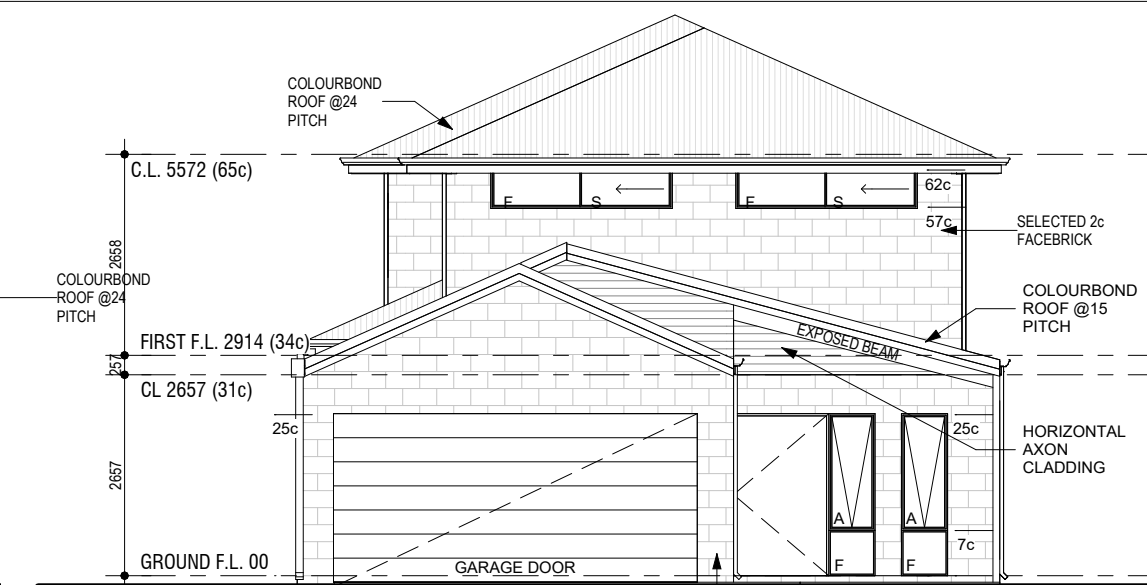 COLOURBOND
ROOF @24
PITCH
C.L. 5572 (65c)
62c
F
S
F
S
57c
SELECTED 2c
FACEBRICK
2658
COLOURBOND
ROOF @24
PITCH
COLOURBOND
ROOF @15
PITCH
EXPOSED BEAM
FIRST F.L. 2914 (34c)
257
CL 2657 (31c)
25c
25c
HORIZONTAL
AXON
CLADDING
2657
A
A
7c
GROUND F.L. 00
GARAGE DOOR
F
F